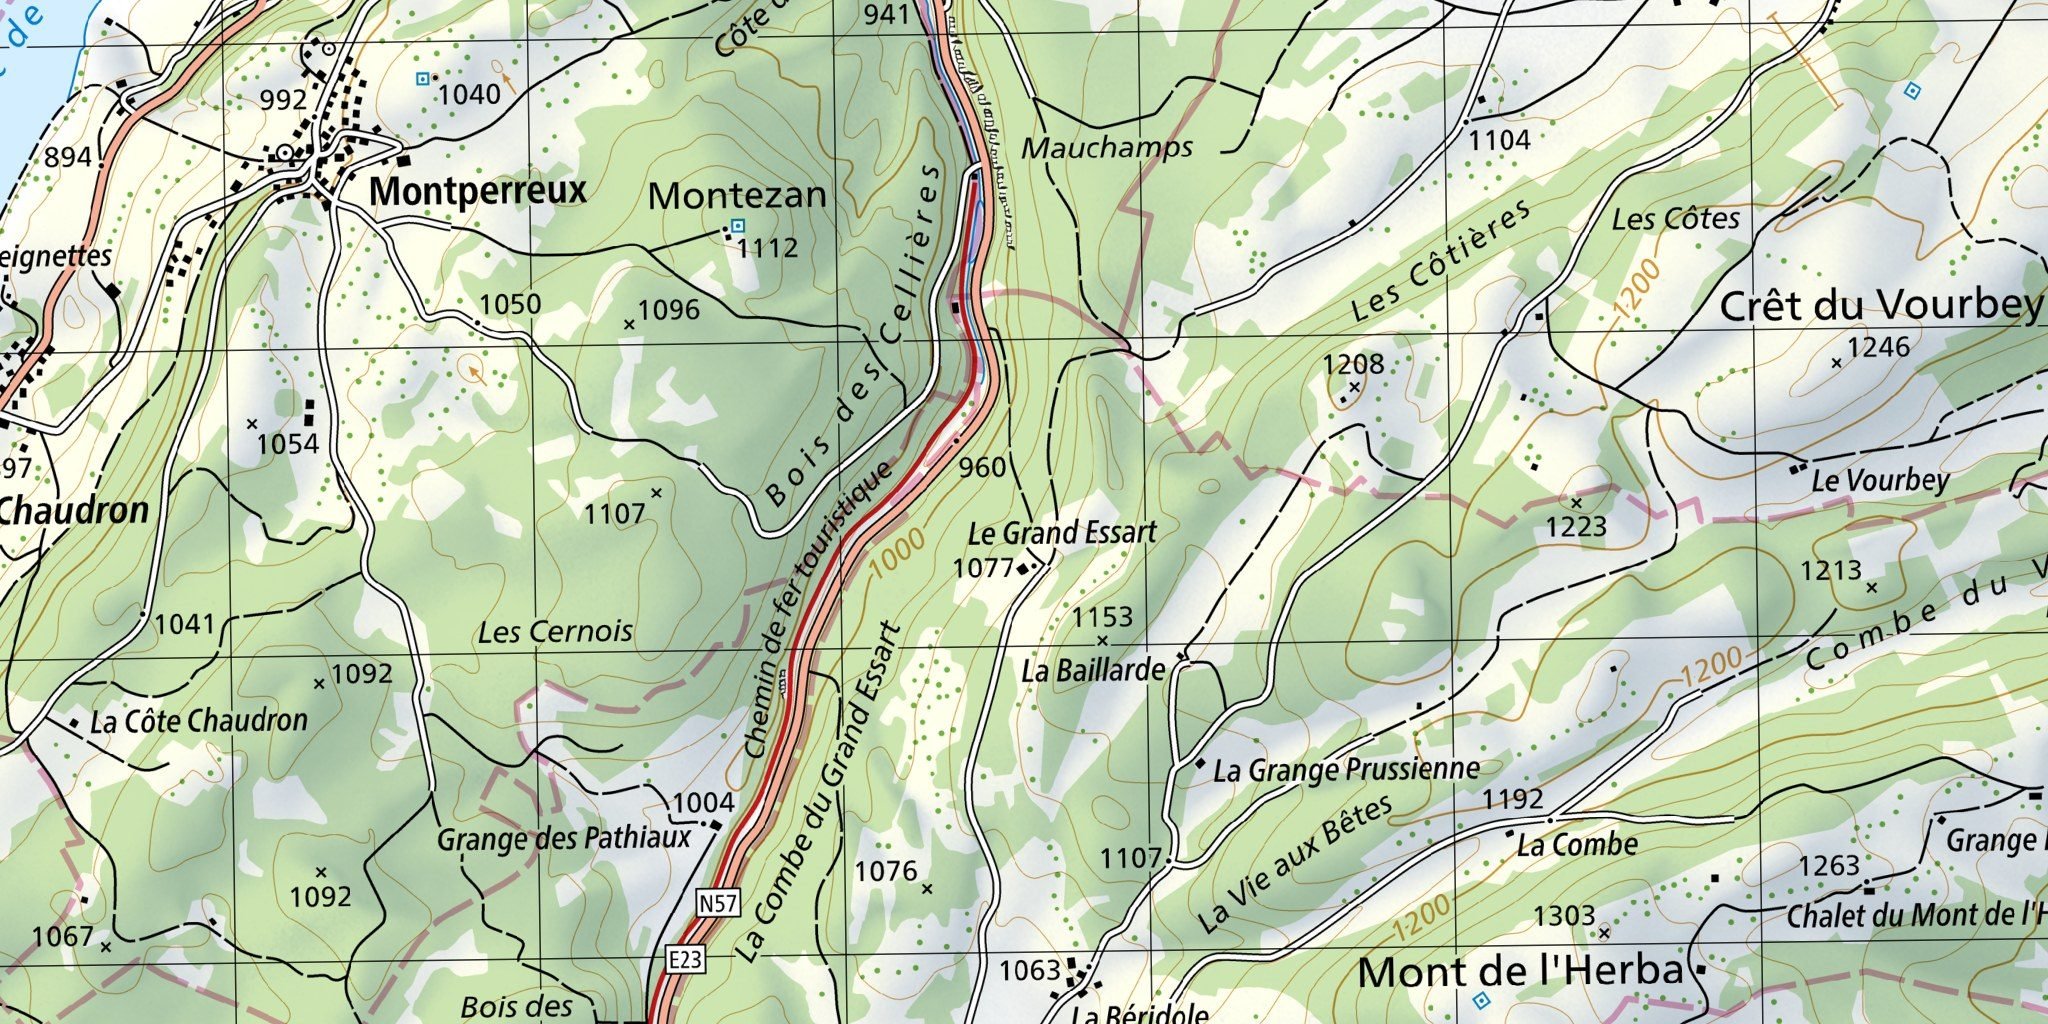 de
Côte
941
992
1040
894
Montperreux
Montezan
1112
Mauchamps
1104
Les Côtières
Les Côtes
1200
Crêt du Vourbey
1246
eignettes
1050
1096
Bois des Cellières
1208
1054
97
Chaudron
1107
960
Le Vourbey
1223
Chemin de fer touristique
1000
Le Grand Essart
1077
1213
Combe du V
1041
Les Cernois
1153
La Baillarde
1200
1092
La Côte Chaudron
La Combe du Grand Essart
La Grange Prussienne
1004
Grange des Pathiaux
1192
La Combe
La Vie aux Bêtes
1107
1076
1092
N57
1263
Grange
Chalet du Mont de l'H
1303
1200
1067
E23
1063
Mont de l'Herba
Bois des
La Béridole